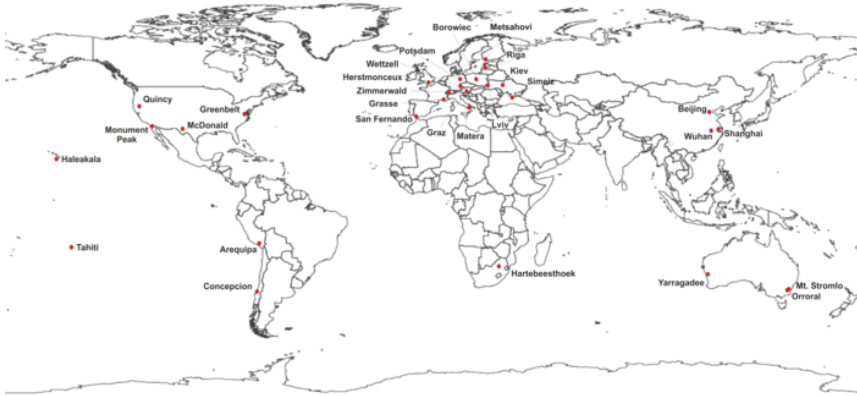 Borowiec
Metsahovi
Potsdam
Riga
Wettzell
Kiev
Herstmonceux
Simeiz
Zimmerwald
Grasse
San Fernando
Graz
Matera
Lviv
Quincy
Greenbelt
Monument
Peak
McDonald
Haleakala
Beijing
Wuhan
Shanghai
Tahiti
Arequipa
Concepcion
Hartebeesthoek
Yarragadee
Mt. Stromlo
Orroral